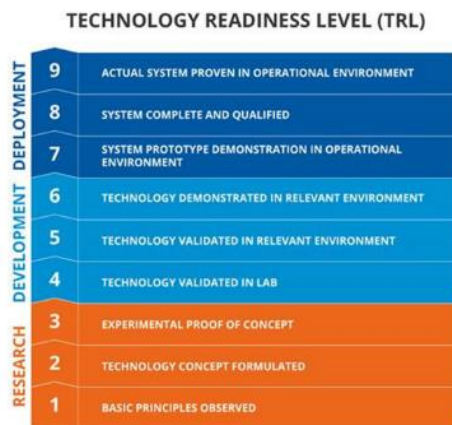 TECHNOLOGY READINESS LEVEL (TRL)
DEPLOYMENT
9 ACTUAL SYSTEM PROVEN IN OPERATIONAL ENVIRONMENT
8 SYSTEM COMPLETE AND QUALIFIED
7 SYSTEM PROTOTYPE DEMONSTRATION IN OPERATIONAL
ENVIRONMENT
DEVELOPMENT
6 TECHNOLOGY DEMONSTRATED IN RELEVANT ENVIRONMENT
5 TECHNOLOGY VALIDATED IN RELEVANT ENVIRONMENT
4 TECHNOLOGY VALIDATED IN LAB
RESEARCH
3 EXPERIMENTAL PROOF OF CONCEPT
2 TECHNOLOGY CONCEPT FORMULATED
1 BASIC PRINCIPLES OBSERVED